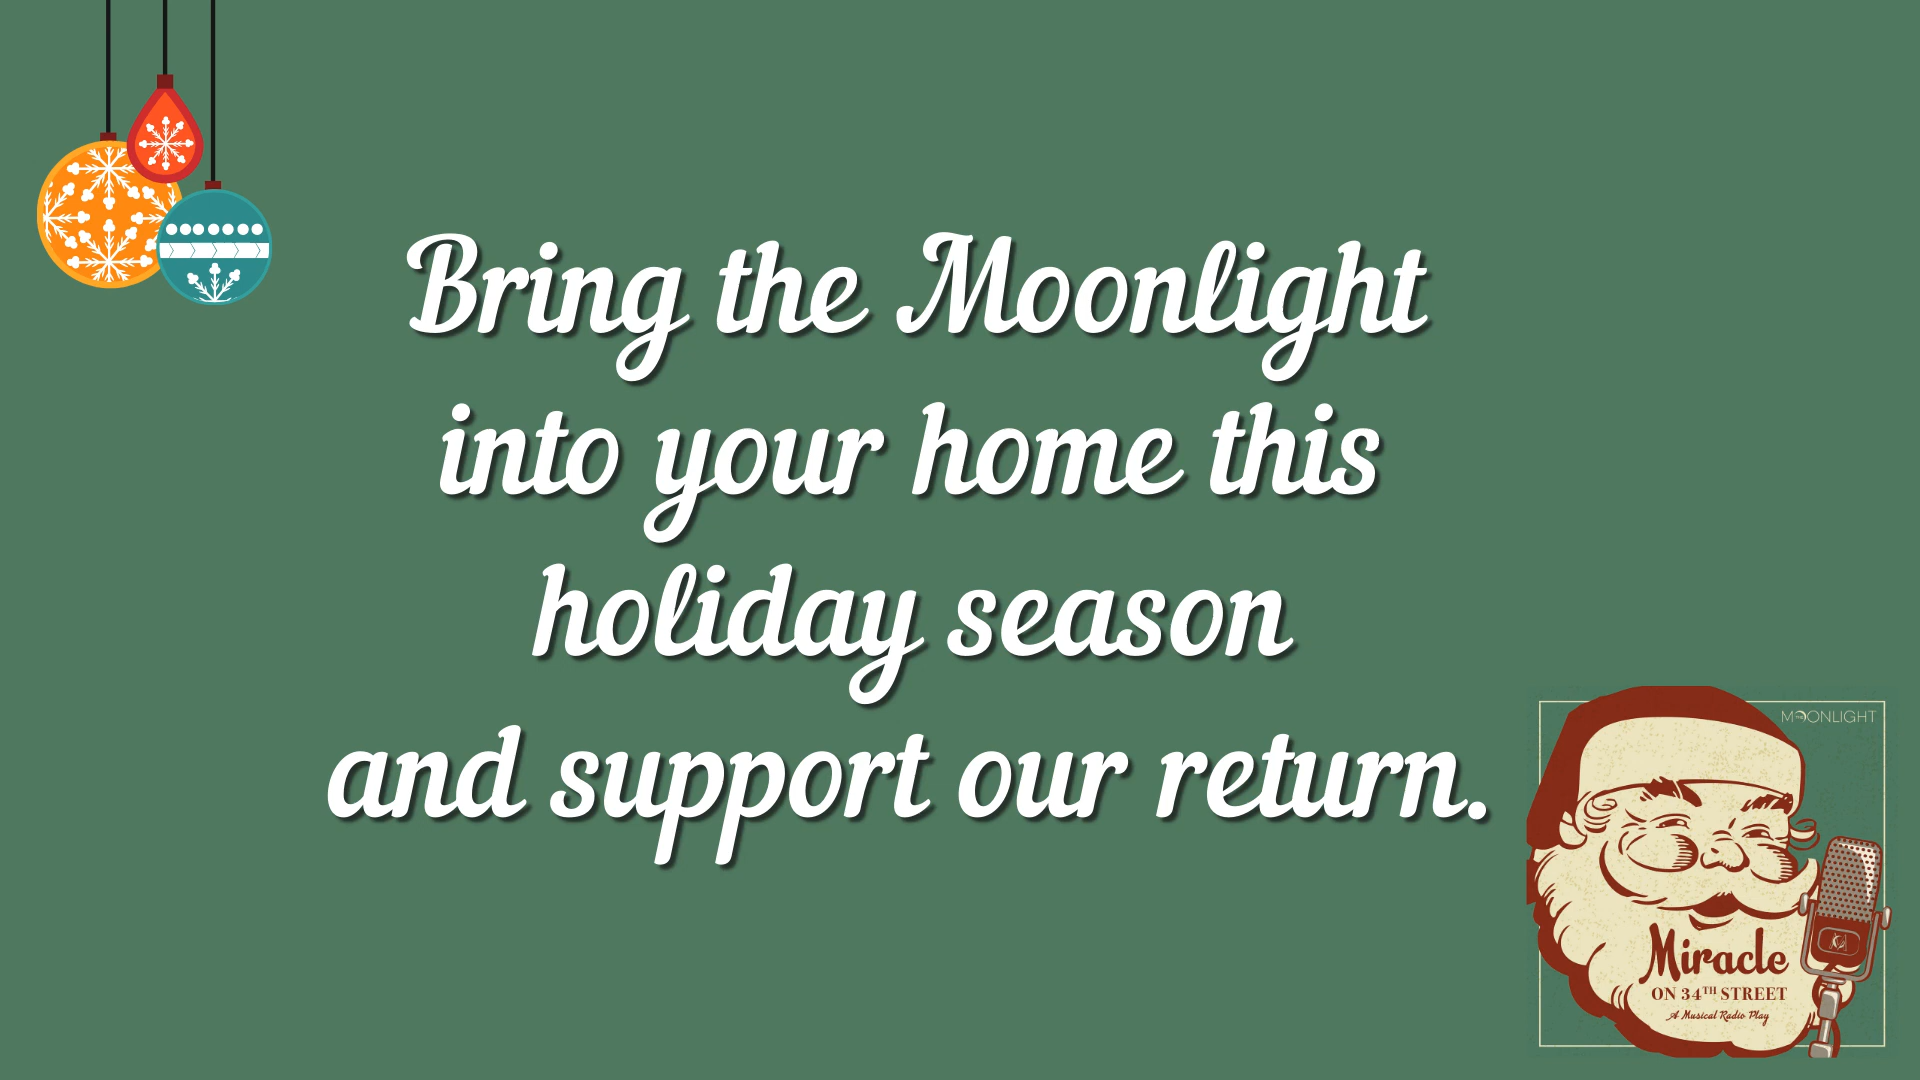 Bring the Moonlight
into your home this
holiday season
and support our return.
MOONLIGHT
Miracle
ON 34TH STREET
A Musical Radio Play